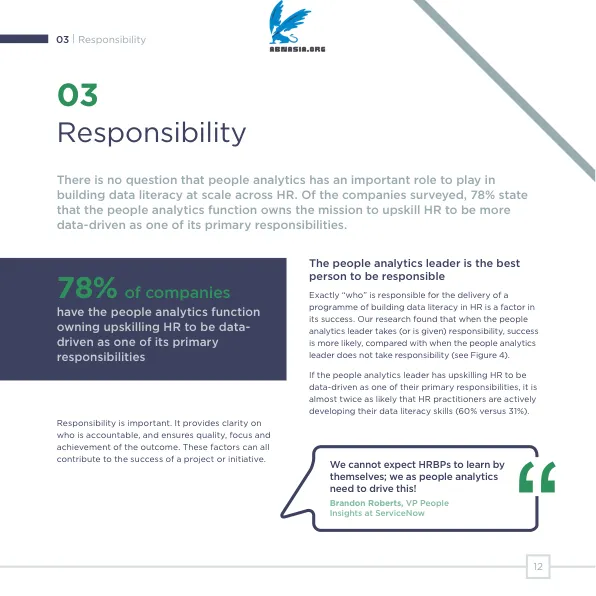 03 | Responsibility
ABNASIA.ORG
03
Responsibility
There is no question that people analytics has an important role to play in
building data literacy at scale across HR. Of the companies surveyed, 78% state
that the people analytics function owns the mission to upskill HR to be more
data-driven as one of its primary responsibilities.
78% of companies
have the people analytics function
owning upskilling HR to be data-
driven as one of its primary
responsibilities
Responsibility is important. It provides clarity on
who is accountable, and ensures quality, focus and
achievement of the outcome. These factors can all
contribute to the success of a project or initiative.
The people analytics leader is the best
person to be responsible
Exactly “who” is responsible for the delivery of a
programme of building data literacy in HR is a factor in
its success. Our research found that when the people
analytics leader takes (or is given) responsibility, success
is more likely, compared with when the people analytics
leader does not take responsibility (see Figure 4).
If the people analytics leader has upskilling HR to be
data-driven as one of their primary responsibilities, it is
almost twice as likely that HR practitioners are actively
developing their data literacy skills (60% versus 31%).
We cannot expect HRBPs to learn by
themselves; we as people analytics
need to drive this!
Brandon Roberts, VP People
Insights at ServiceNow
12